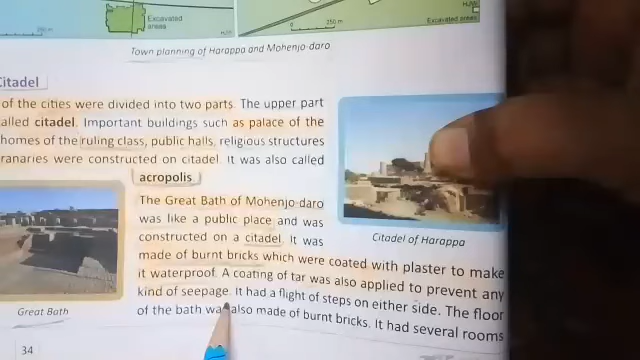 Excavated
areas
250 m
Excavated areas
Town planning of Harappa and Mohenjo-daro
Citadel
of the cities were divided into two parts. The upper part
alled citadel. Important buildings such as palace of the
homes of the ruling class, public halls, religious structures
ranaries were constructed on citadel. It was also called
acropolis
The Great Bath of Mohenjo-daro
was like a public place and was
constructed on a citadel. It was
made of burnt bricks which were coated with plaster to make
it waterproof. A coating of tar was also applied to prevent any
kind of seepage. It had a flight of steps on either side. The floor
of the bath was also made of burnt bricks. It had several rooms
Citadel of Harappa
Great Bath
34